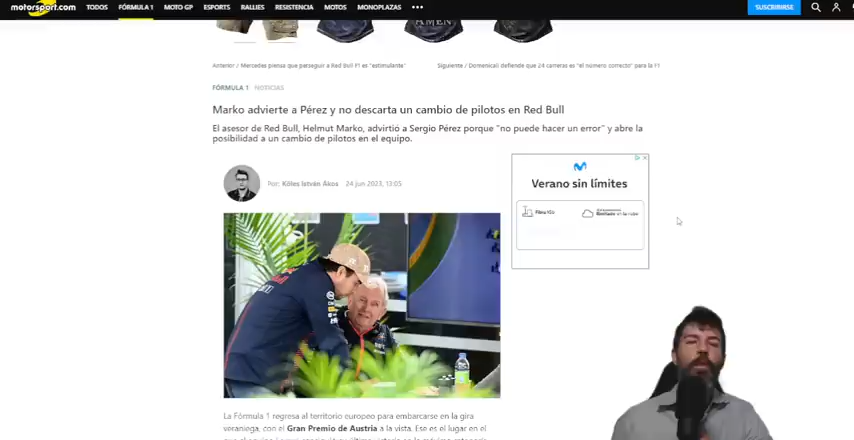 motorsport.com TODOS FÓRMULA 1 MOTO GP ESPORTS RALLIES RESISTENCIA MOTOS MONOPLAZAS ••• SUSCRIBIRSE
AMEN
Anterior / Mercedes piensa que perseguir a Red Bull F1 es "estimulante" Siguiente / Domenicali defiende que 24 carreras es "el número correcto" para la F1
FÓRMULA 1 NOTICIAS
Marko advierte a Pérez y no descarta un cambio de pilotos en Red Bull
El asesor de Red Bull, Helmut Marko, advirtió a Sergio Pérez porque "no puede hacer un error" y abre la
posibilidad a un cambio de pilotos en el equipo.
Por: Köles István Ákos 24 jun 2023, 13:05
Verano sin límites
La Fórmula 1 regresa al territorio europeo para embarcarse en la gira
veraniega, con el Gran Premio de Austria a la vista. Ese es el lugar en el